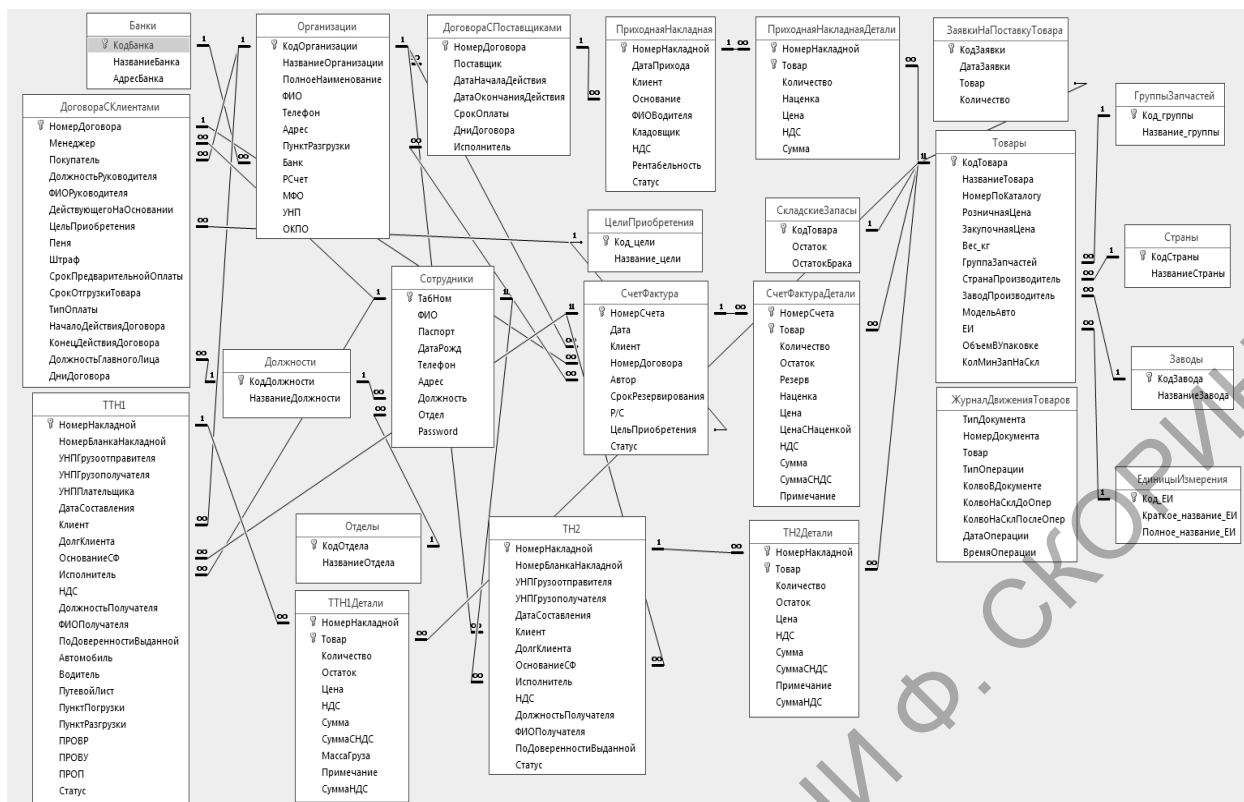 Банки
КодБанка
НазваниеБанка
АдресБанка
Организации
КодОрганизации
НазваниеОрганизации
ПолноеНаименование
ФИО
Телефон
Адрес
ПунктРазгрузки
Банк
РСчет
МФО
УНП
ОКПО
ДоговораСПоставщиками
НомерДоговора
Поставщик
ДатаНачалаДействия
ДатаОкончанияДействия
СрокОплаты
ДниДоговора
Исполнитель
ПриходнаяНакладная
НомерНакладной
ДатаПрихода
Клиент
Основание
ФИОВодителя
Кладовщик
НДС
Рентабельность
Статус
ПриходнаяНакладнаяДетали
НомерНакладной
Товар
Количество
Наценка
Цена
НДС
Сумма
ЗаявкиНаПоставкуТовара
КодЗаявки
ДатаЗаявки
Товар
Количество
ГруппыЗапчастей
Код_группы
Название_группы
ДоговораСКлиентами
НомерДоговора
Менеджер
Покупатель
ДолжностьРуководителя
ФИОРуководителя
ДействующегоНаОсновании
ЦельПриобретения
Пеня
Штраф
СрокПредварительнойОплаты
СрокОтгрузкиТовара
ТипОплаты
НачалоДействияДоговора
КонецДействияДоговора
ДолжностьГлавногоЛица
ДниДоговора
Товары
КодТовара
НазваниеТовара
НомерПоКаталогу
РозничнаяЦена
ЗакупочнаяЦена
Вес_кг
ГруппаЗапчастей
СтранаПроизводитель
ЗаводПроизводитель
МодельАвто
ЕИ
ОбъемВУпаковке
КолМинЗапНаСкл
ЦелиПриобретения
Код_цели
Название_цели
СкладскиеЗапасы
КодТовара
Остаток
ОстатокБрака
Страны
КодСтраны
НазваниеСтраны
Сотрудники
ТабНом
ФИО
Паспорт
ДатаРожд
Телефон
Адрес
Должность
Отдел
Password
СчетФактура
НомерСчета
Дата
Клиент
НомерДоговора
Автор
СрокРезервирования
Р/С
ЦельПриобретения
Статус
СчетФактураДетали
НомерСчета
Товар
Количество
Остаток
Резерв
Наценка
Цена
ЦенаСНаценкой
НДС
Сумма
СуммаСНДС
Примечание
Должности
КодДолжности
НазваниеДолжности
Заводы
КодЗавода
НазваниеЗавода
ТТН1
НомерНакладной
НомерБланкаНакладной
УНПГрузоотправителя
УНПГрузополучателя
УНППлательщика
ДатаСоставления
Клиент
ДолгКлиента
ОснованиеСФ
Исполнитель
НДС
ДолжностьПолучателя
ФИОПолучателя
ПоДоверенностиВыданной
Автомобиль
Водитель
ПутевойЛист
ПунктПогрузки
ПунктРазгрузки
ПРОВР
ПРОВУ
ПРОП
Статус
ЖурналДвиженияТоваров
ТипДокумента
НомерДокумента
Товар
ТипОперации
КолвоВДокументе
КолвоНаСклДоОпер
КолвоНаСклПослеОпер
ДатаОперации
ВремяОперации
ЕдиницыИзмерения
Код_ЕИ
Краткое_название_ЕИ
Полное_название_ЕИ
Отделы
КодОтдела
НазваниеОтдела
ТН2
НомерНакладной
НомерБланкаНакладной
УНПГрузоотправителя
УНПГрузополучателя
ДатаСоставления
Клиент
ДолгКлиента
ОснованиеСФ
Исполнитель
НДС
ДолжностьПолучателя
ФИОПолучателя
ПоДоверенностиВыданной
Статус
ТН2Детали
НомерНакладной
Товар
Количество
Остаток
Цена
НДС
Сумма
СуммаСНДС
Примечание
СуммаНДС
ТТН1Детали
НомерНакладной
Товар
Количество
Остаток
Цена
НДС
Сумма
СуммаСНДС
МассаГруза
Примечание
СуммаНДС
Ф.